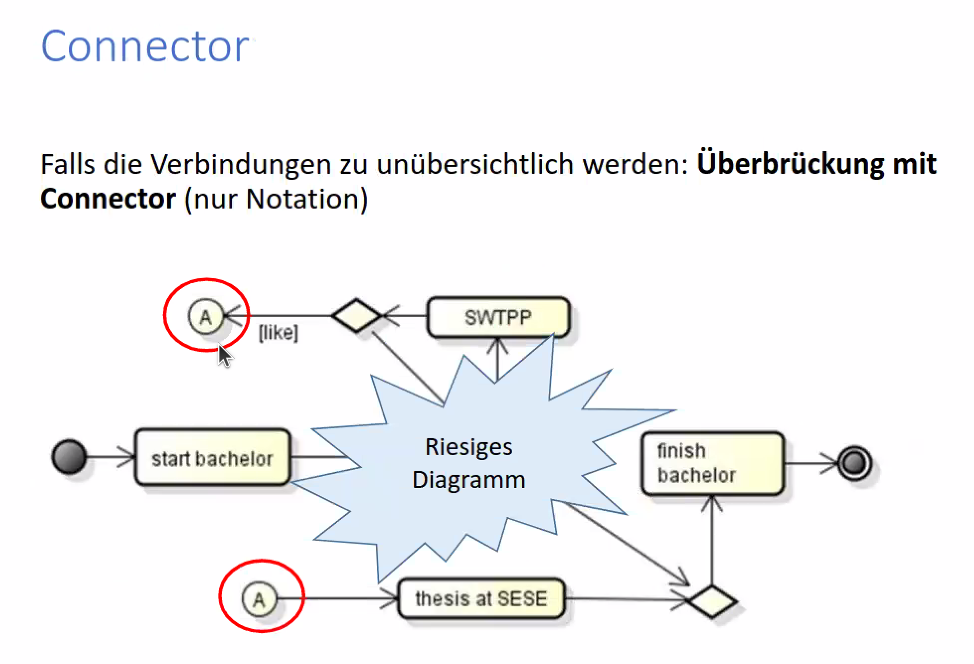 Connector
Falls die Verbindungen zu unübersichtlich werden: Überbrückung mit
Connector (nur Notation)
A
[like]
SWTPP
start bachelor
Riesiges
Diagramm
finish
bachelor
A
thesis at SESE